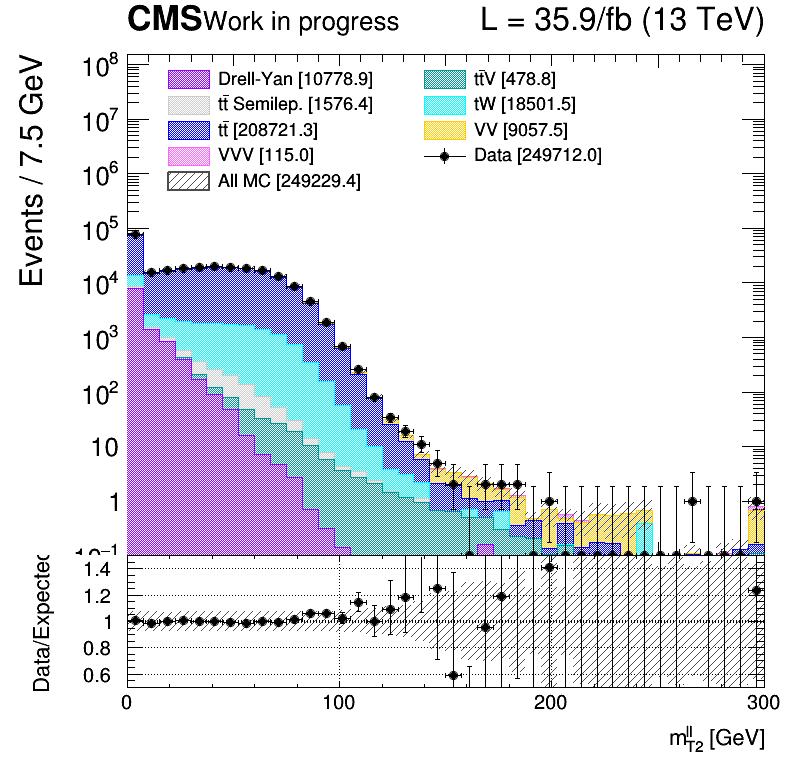 CMS Work in progress L = 35.9/fb (13 TeV)
Events / 7.5 GeV
Drell-Yan [10778.9] tt̄V [478.8]
tt̄ Semilep. [1576.4] tW [18501.5]
tt̄ [208721.3] VV [9057.5]
VVV [115.0] Data [249712.0]
All MC [249229.4]
10⁸
10⁷
10⁶
10⁵
10⁴
10³
10²
10
1
10⁻¹
Data/Expected
1.4
1.2
1
0.8
0.6
0 100 200 300
m_T2^ll [GeV]